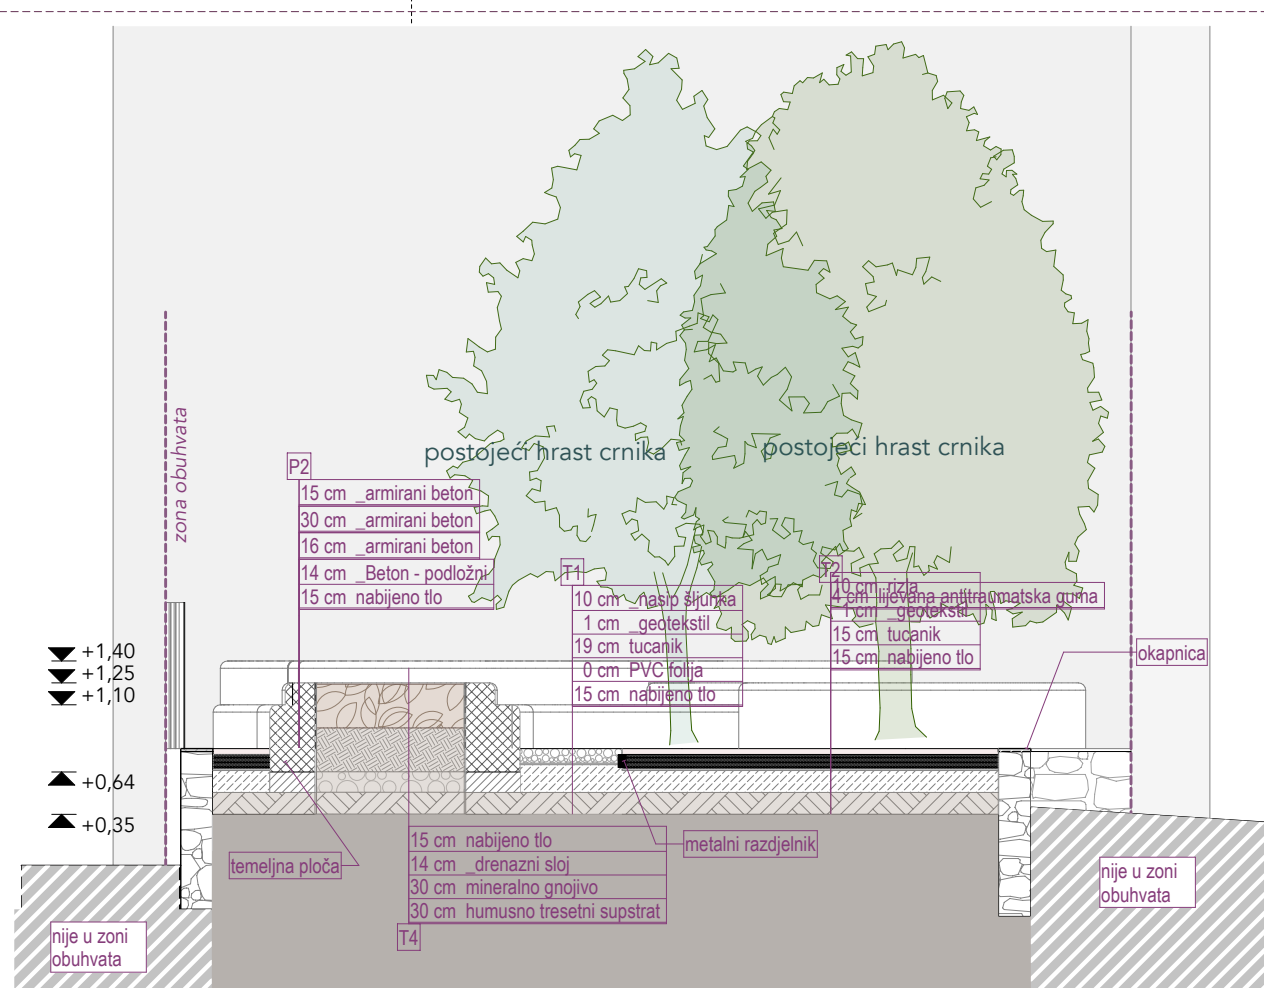 postojeći hrast crnika
postojeći hrast crnika
zona obuhvata
P2
15 cm _armirani beton
30 cm _armirani beton
16 cm _armirani beton
14 cm _Beton - podložni
15 cm nabijeno tlo
T1
10 cm _nasip šljunka
1 cm _geotekstil
19 cm tucanik
0 cm PVC folija
15 cm nabijeno tlo
T2
10 cm rizla
4 cm lijevana antitraumatska guma
1 cm _geotekstil
15 cm tucanik
15 cm nabijeno tlo
okapnica
+1,40
+1,25
+1,10
+0,64
+0,35
temeljna ploča
15 cm nabijeno tlo
14 cm _drenazni sloj
30 cm mineralno gnojivo
30 cm humusno tresetni supstrat
T4
metalni razdjelnik
nije u zoni
obuhvata
nije u zoni
obuhvata